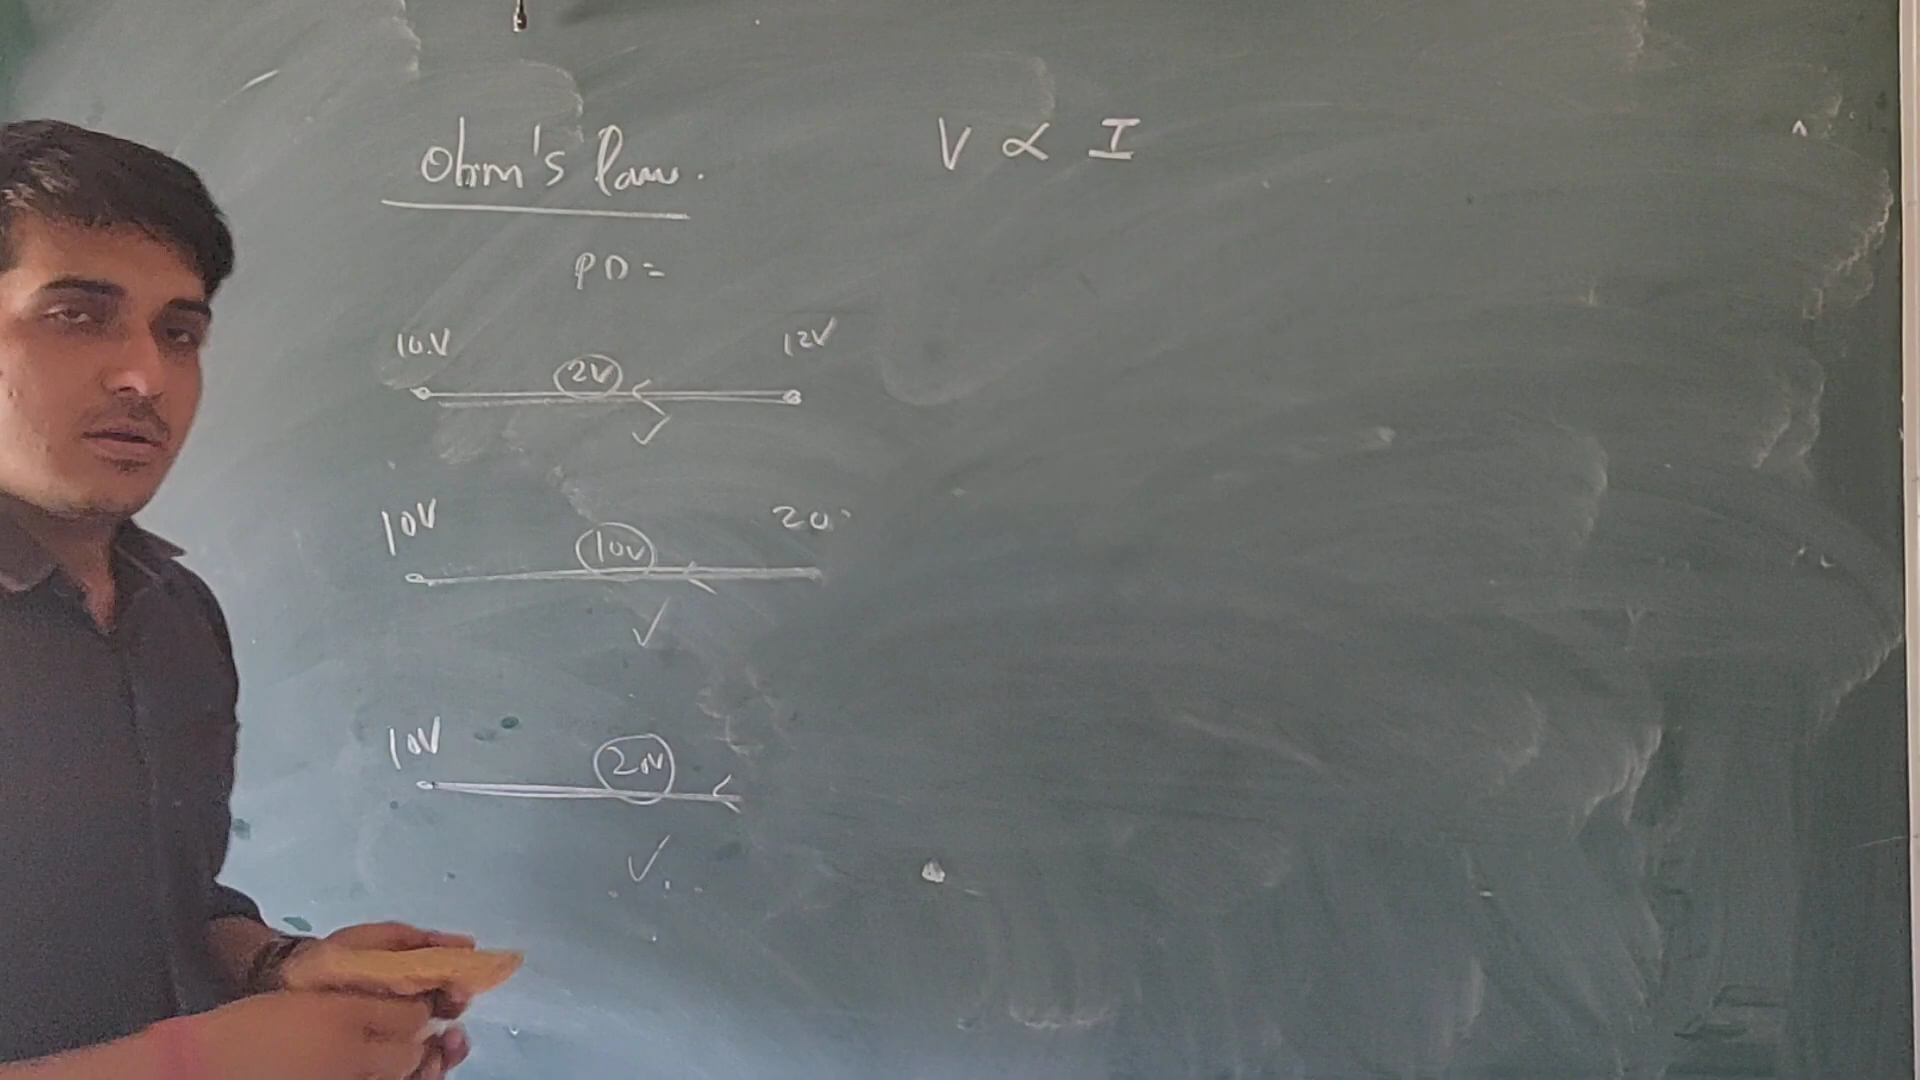 Ohm's law.
V ∝ I
PD =
10.V 12V
2V
10V 20
10V
10V
20V